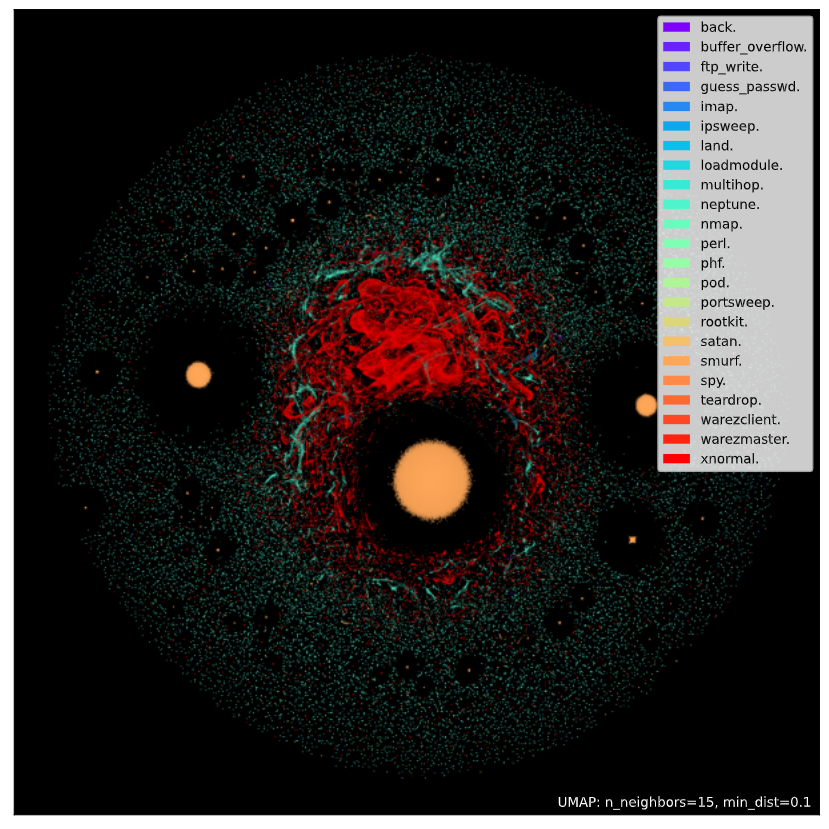 back.
buffer_overflow.
ftp_write.
guess_passwd.
imap.
ipsweep.
land.
loadmodule.
multihop.
neptune.
nmap.
perl.
phf.
pod.
portsweep.
rootkit.
satan.
smurf.
spy.
teardrop.
warezclient.
warezmaster.
xnormal.
UMAP: n_neighbors=15, min_dist=0.1